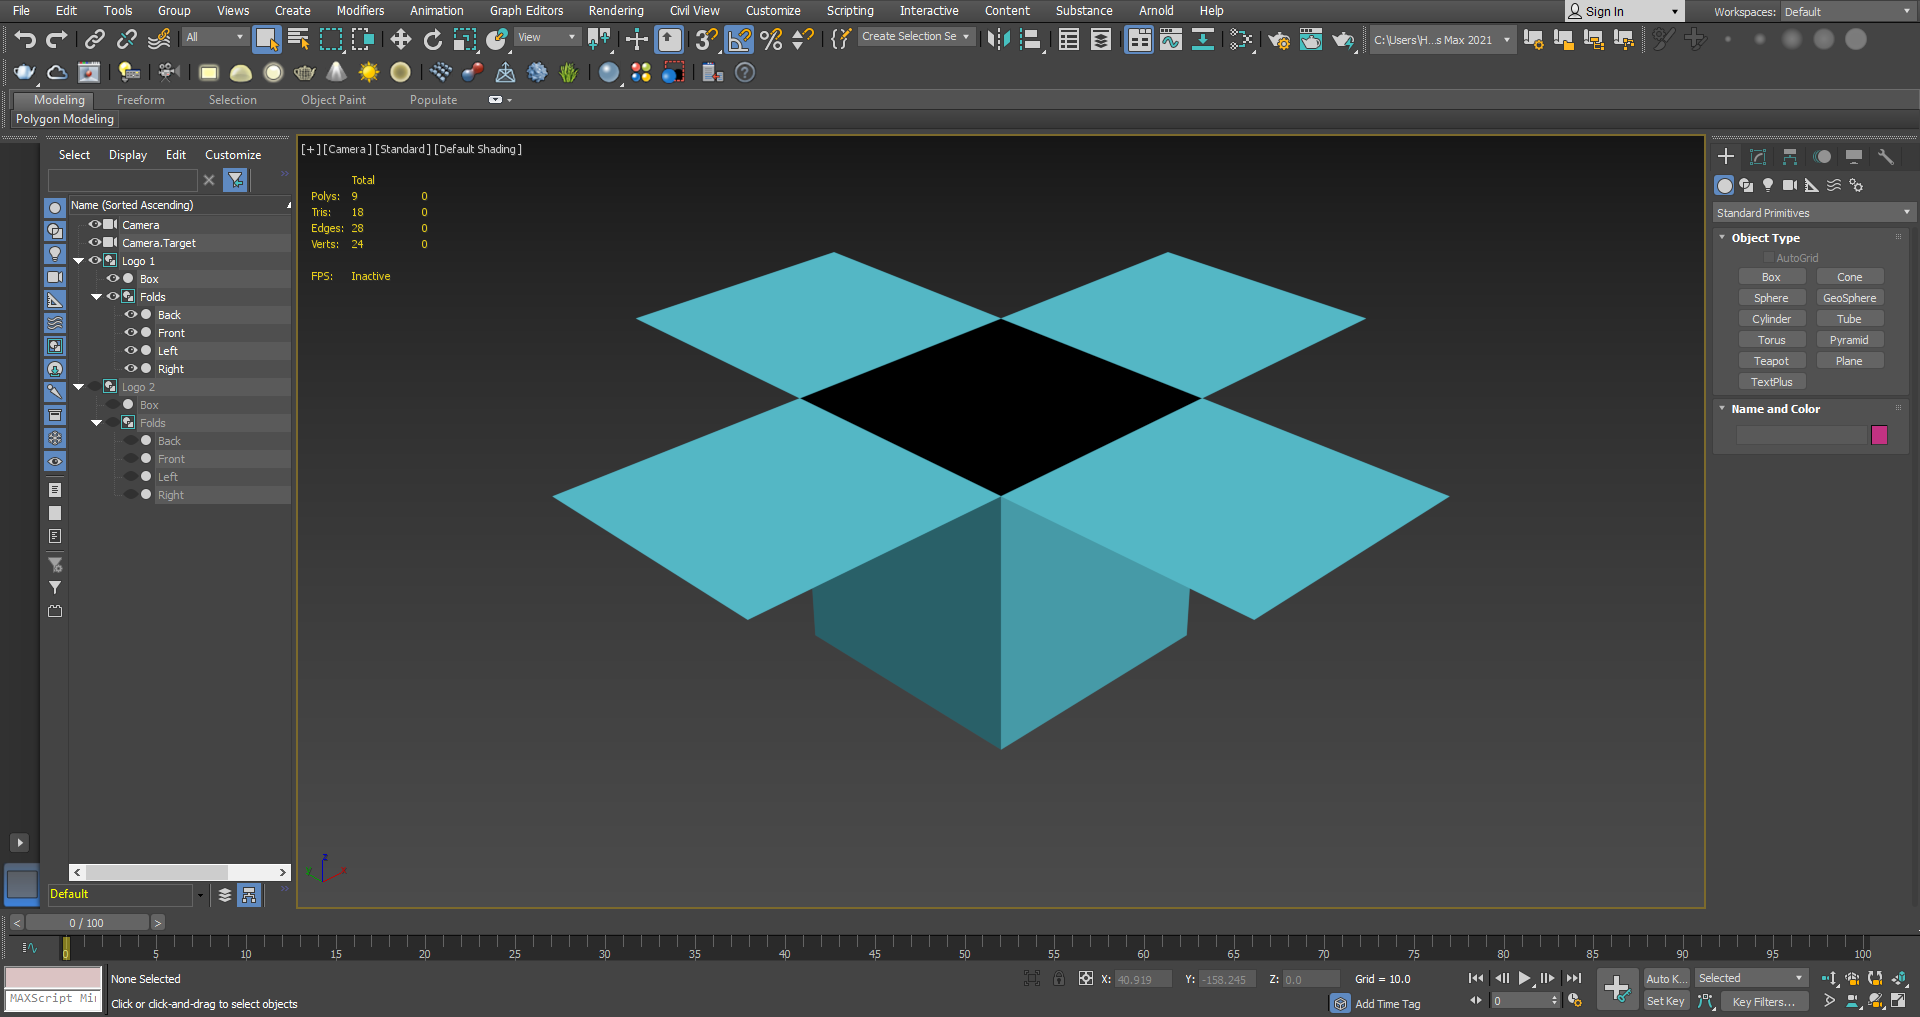 File Edit Tools Group Views Create Modifiers Animation Graph Editors Rendering Civil View Customize Scripting Interactive Content Substance Arnold Help Sign In Workspaces: Default
All View Create Selection Se C:\Users\H...s Max 2021
Modeling Freeform Selection Object Paint Populate
Polygon Modeling
Select Display Edit Customize
Name (Sorted Ascending)
Camera
Camera.Target
Logo 1
Box
Folds
Back
Front
Left
Right
Logo 2
Box
Folds
Back
Front
Left
Right
Default
[+] [Camera] [Standard] [Default Shading]
Total
Polys: 9 0
Tris: 18 0
Edges: 28 0
Verts: 24 0
FPS: Inactive
z
y
x
Standard Primitives
Object Type
AutoGrid
Box Cone
Sphere GeoSphere
Cylinder Tube
Torus Pyramid
Teapot Plane
TextPlus
Name and Color
< 0 / 100 >
0 5 10 15 20 25 30 35 40 45 50 55 60 65 70 75 80 85 90 95 100
None Selected X: 40.919 Y: -158.245 Z: 0.0 Grid = 10.0 Auto K... Selected
MAXScript Mi
Click or click-and-drag to select objects Add Time Tag 0 Set Key Key Filters...